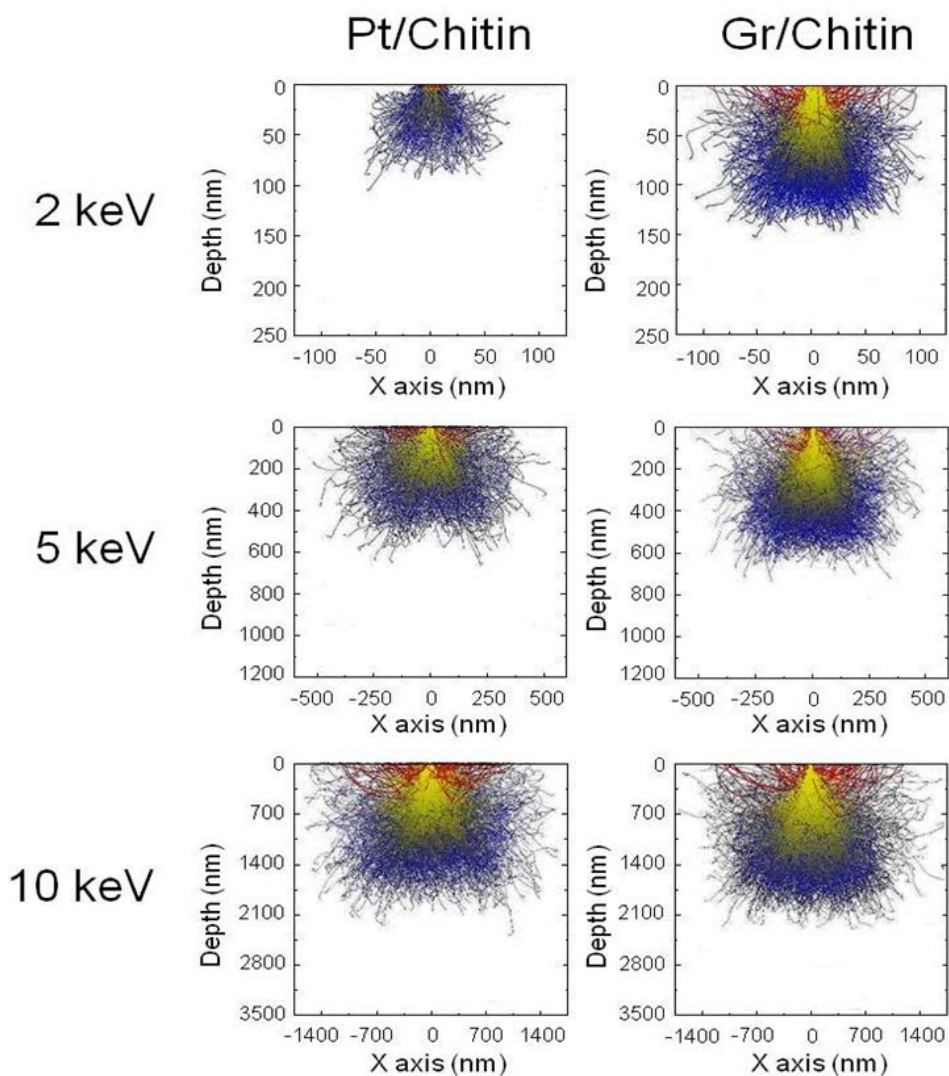 Pt/Chitin Gr/Chitin
2 keV
Depth (nm)
0
50
100
150
200
250
-100 -50 0 50 100
X axis (nm)
Depth (nm)
0
50
100
150
200
250
-100 -50 0 50 100
X axis (nm)
5 keV
Depth (nm)
0
200
400
600
800
1000
1200
-500 -250 0 250 500
X axis (nm)
Depth (nm)
0
200
400
600
800
1000
1200
-500 -250 0 250 500
X axis (nm)
10 keV
Depth (nm)
0
700
1400
2100
2800
3500
-1400 -700 0 700 1400
X axis (nm)
Depth (nm)
0
700
1400
2100
2800
3500
-1400 -700 0 700 1400
X axis (nm)